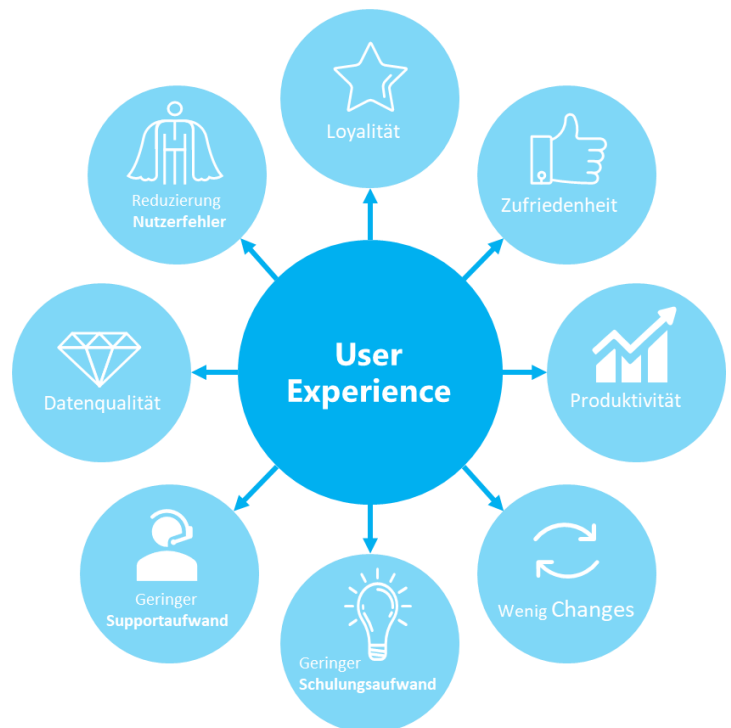 Loyalität
Zufriedenheit
Produktivität
Wenig Changes
Geringer
Schulungsaufwand
Geringer
Supportaufwand
Datenqualität
Reduzierung
Nutzerfehler
User
Experience